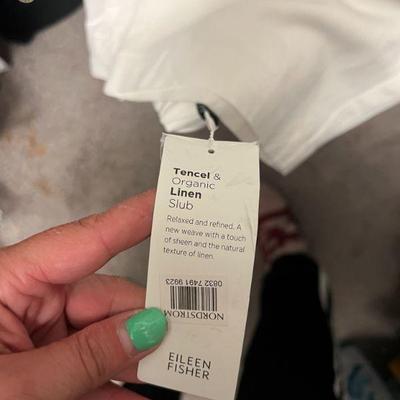 Tencel &
Organic
Linen
Slub
Relaxed and refined. A
new weave with a touch
of sheen and the natural
texture of linen.
0832 7491 9923
NORDSTROM
EILEEN
FISHER